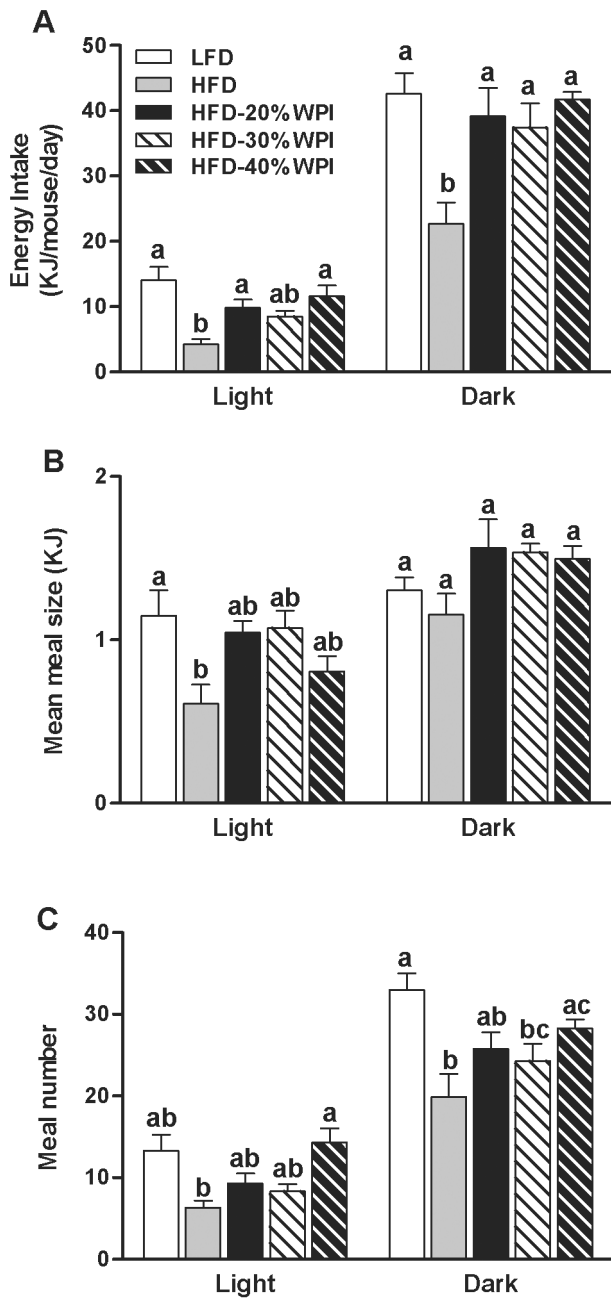 A
Energy Intake
(KJ/mouse/day)
50
40
30
20
10
0
LFD
HFD
HFD-20%WPI
HFD-30%WPI
HFD-40%WPI
a b a ab a
a b a a a
Light Dark
B
Mean meal size (KJ)
2
1
0
a b ab ab ab
a a a a a
Light Dark
C
Meal number
40
30
20
10
0
ab b ab ab a
a b ab bc ac
Light Dark